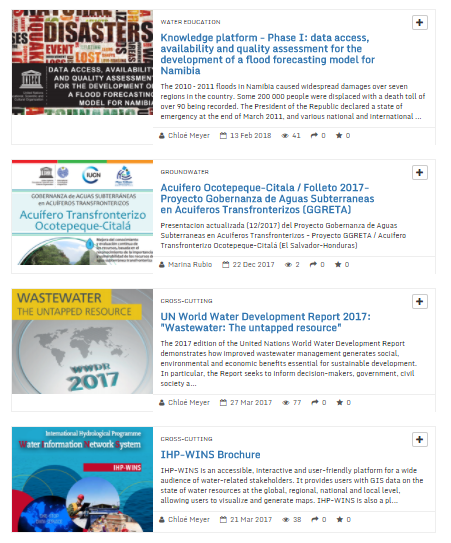 DISASTERS
DATA ACCESS, AVAILABILITY
AND QUALITY ASSESSMENT
FOR THE DEVELOPMENT OF
A FLOOD FORECASTING
MODEL FOR NAMIBIA
WATER EDUCATION
Knowledge platform - Phase I: data access,
availability and quality assessment for the
development of a flood forecasting model for
Namibia
The 2010 - 2011 floods in Namibia caused widespread damages over seven
regions in the country. Some 200 000 people were displaced with a death toll of
over 90 being recorded. The President of the Republic declared a state of
emergency at the end of March 2011, and various national and international ...
Chloé Meyer 13 Feb 2018 41 0 0
IUCN
GOBERNANZA DE AGUAS SUBTERRÁNEAS
en ACUÍFEROS TRANSFRONTERIZOS
Acuífero Transfronterizo
Ocotepeque-Citalá
GROUNDWATER
Acuifero Ocotepeque-Citala / Folleto 2017-
Proyecto Gobernanza de Aguas Subterraneas
en Acuiferos Transfronterizos (GGRETA)
Presentacion actualizada (12/2017) del Proyecto Gobernanza de Aguas
Subterraneas en Acuiferos Transfronterizos - Proyecto GGRETA / Acuifero
Transfronterizo Ocotepeque-Citalá (El Salvador-Honduras)
Marina Rubio 22 Dec 2017 2 0 0
WASTEWATER
THE UNTAPPED RESOURCE
WWDR
2017
CROSS-CUTTING
UN World Water Development Report 2017:
"Wastewater: The untapped resource"
The 2017 edition of the United Nations World Water Development Report
demonstrates how improved wastewater management generates social,
environmental and economic benefits essential for sustainable development.
In particular, the Report seeks to inform decision-makers, government, civil
society a...
Chloé Meyer 27 Mar 2017 77 0 0
International Hydrological Programme
Water Information Network System
IHP-WINS
CROSS-CUTTING
IHP-WINS Brochure
IHP-WINS is an accessible, interactive and user-friendly platform for a wide
audience of water-related stakeholders. It provides users with GIS data on the
state of water resources at the global, regional, national and local level,
allowing users to visualize and generate maps. IHP-WINS is also a pl...
Chloé Meyer 21 Mar 2017 38 0 0